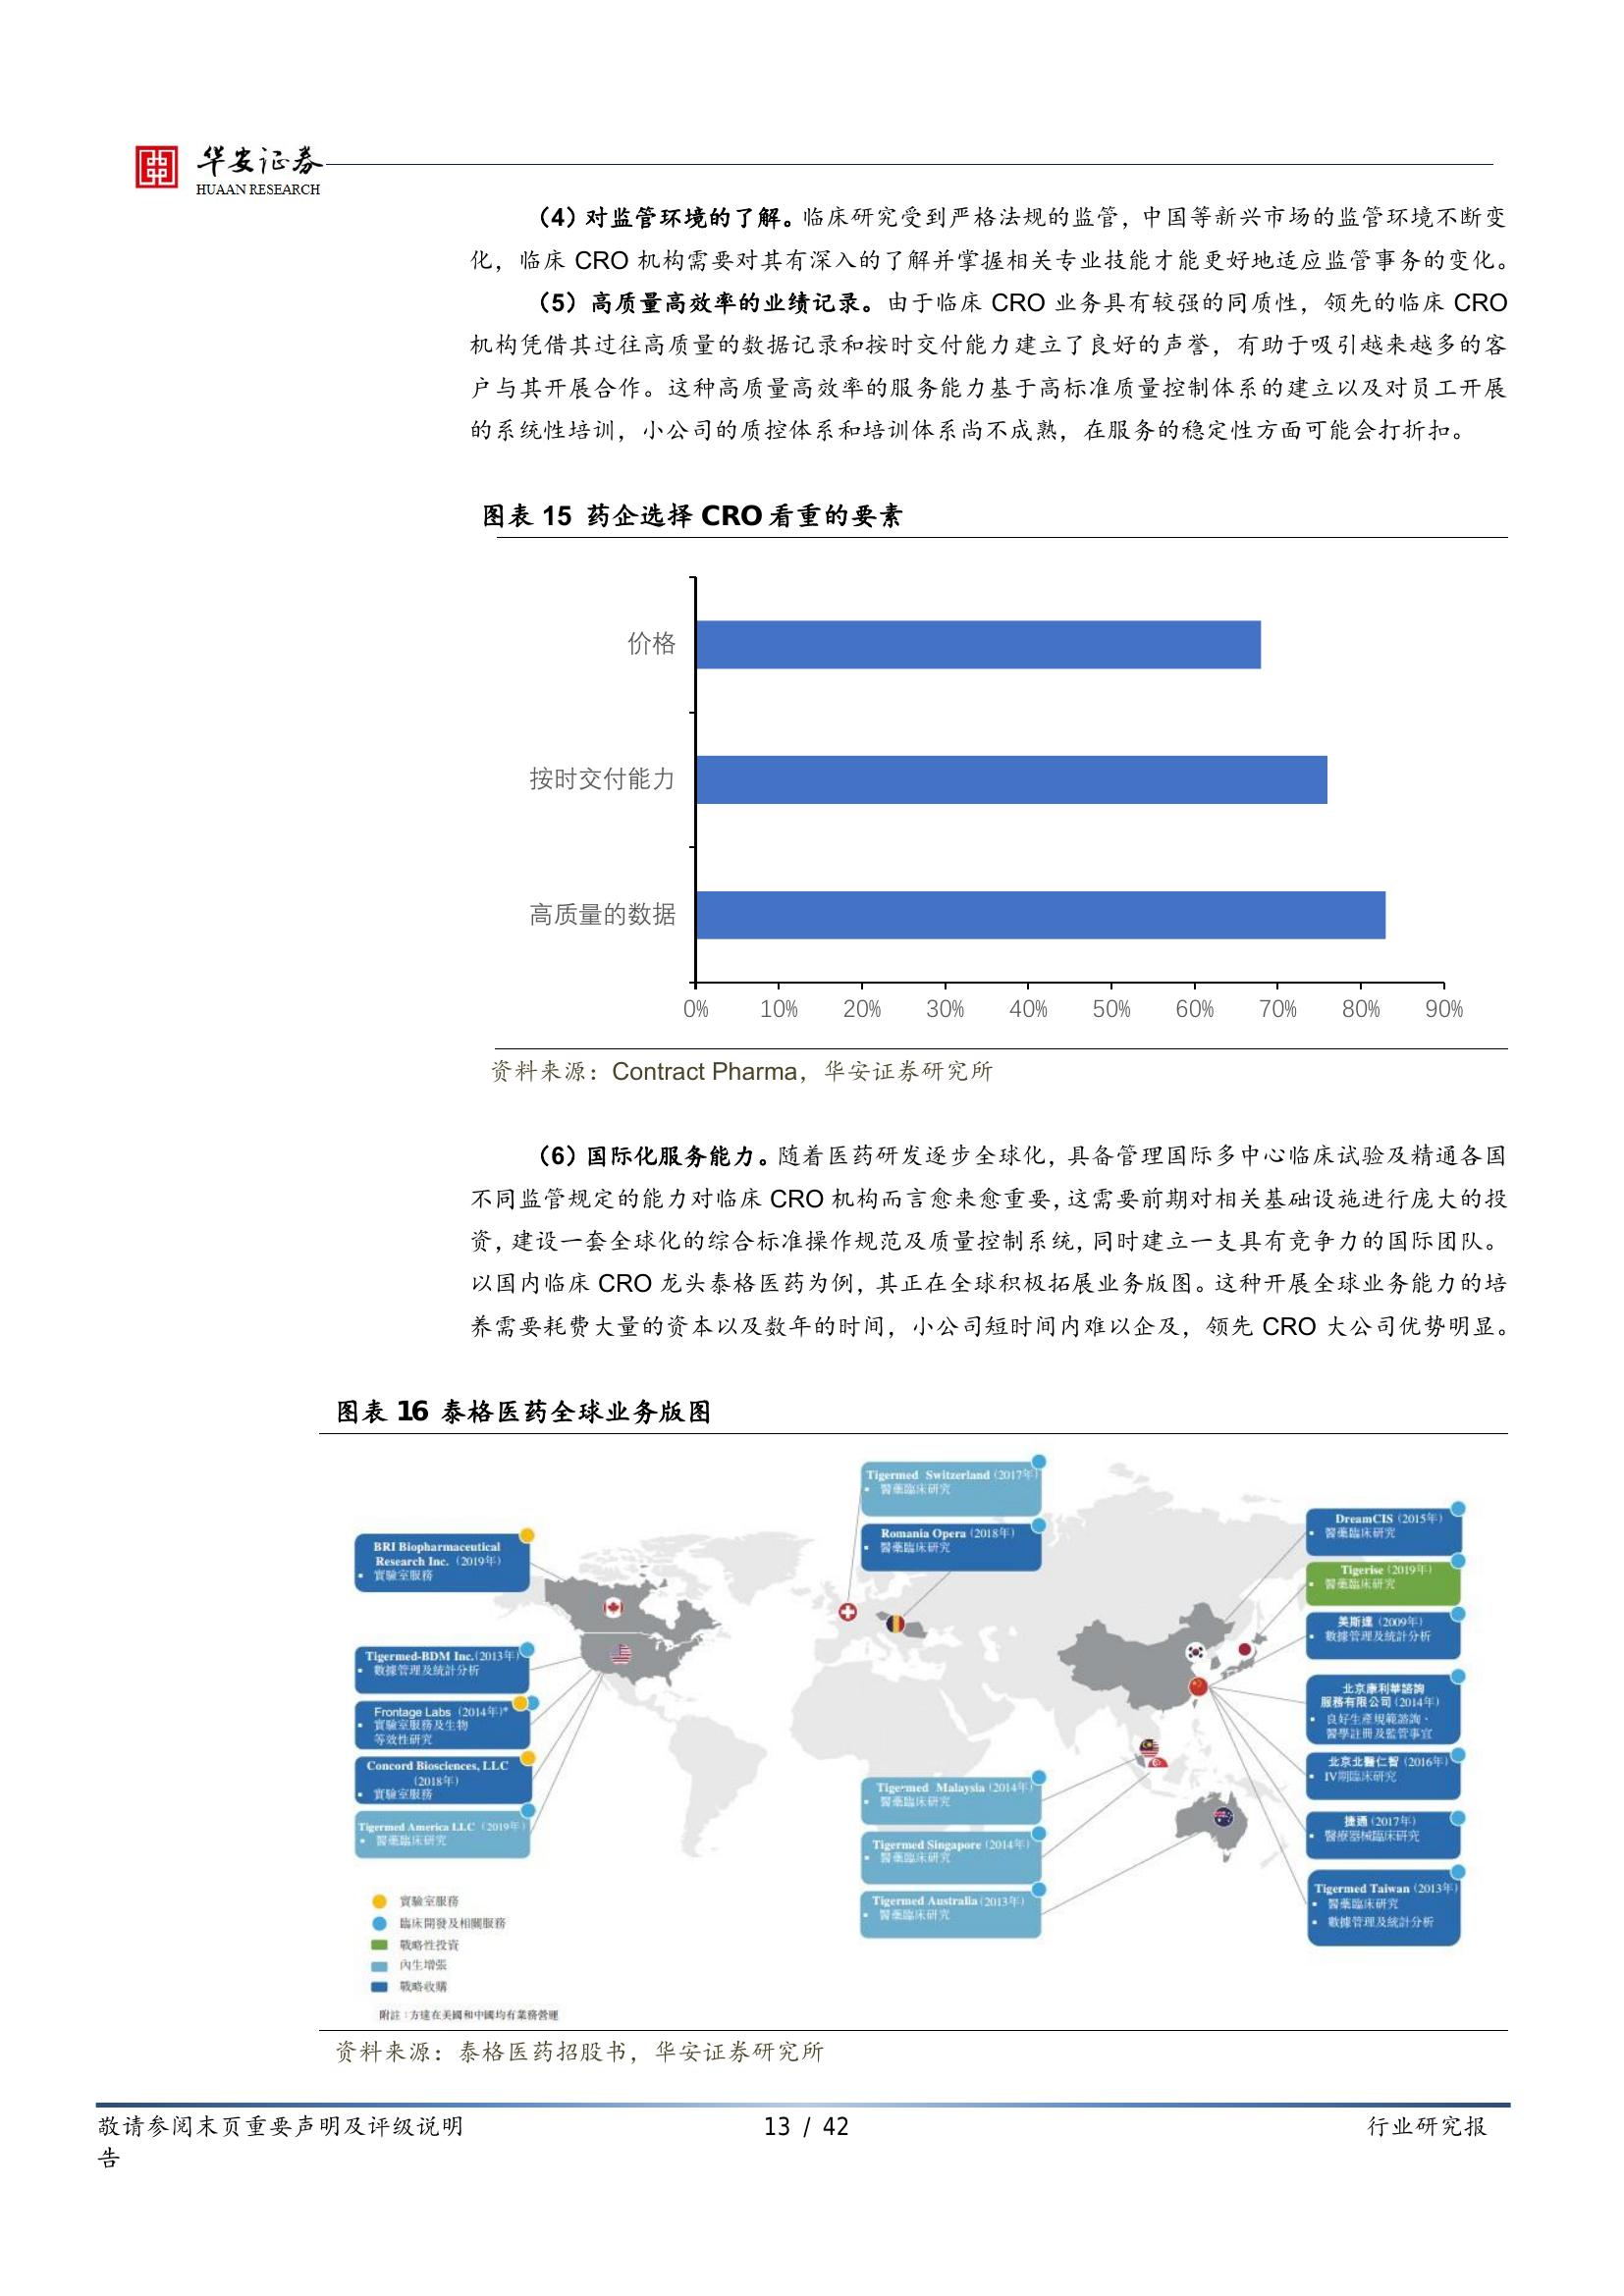 华安证券
HUAAN RESEARCH
（4）对监管环境的了解。临床研究受到严格法规的监管，中国等新兴市场的监管环境不断变
化，临床 CRO 机构需要对其有深入的了解并掌握相关专业技能才能更好地适应监管事务的变化。
（5）高质量高效率的业绩记录。由于临床 CRO 业务具有较强的同质性，领先的临床 CRO
机构凭借其过往高质量的数据记录和按时交付能力建立了良好的声誉，有助于吸引越来越多的客
户与其开展合作。这种高质量高效率的服务能力基于高标准质量控制体系的建立以及对员工开展
的系统性培训，小公司的质控体系和培训体系尚不成熟，在服务的稳定性方面可能会打折扣。
图表 15 药企选择 CRO 看重的要素
价格
按时交付能力
高质量的数据
0% 10% 20% 30% 40% 50% 60% 70% 80% 90%
资料来源：Contract Pharma，华安证券研究所
（6）国际化服务能力。随着医药研发逐步全球化，具备管理国际多中心临床试验及精通各国
不同监管规定的能力对临床 CRO 机构而言愈来愈重要，这需要前期对相关基础设施进行庞大的投
资，建设一套全球化的综合标准操作规范及质量控制系统，同时建立一支具有竞争力的国际团队。
以国内临床 CRO 龙头泰格医药为例，其正在全球积极拓展业务版图。这种开展全球业务能力的培
养需要耗费大量的资本以及数年的时间，小公司短时间内难以企及，领先 CRO 大公司优势明显。
图表 16 泰格医药全球业务版图
BRI Biopharmaceutical
Research Inc.（2019年）
▪ 實驗室服務
Tigermed-BDM Inc.（2013年）
▪ 數據管理及統計分析
Frontage Labs（2014年）*
▪ 實驗室服務及生物
等效性研究
Concord Biosciences, LLC
（2018年）
▪ 實驗室服務
Tigermed America LLC（2019年）
▪ 醫藥臨床研究
Tigermed Switzerland（2017年）
▪ 醫藥臨床研究
Romania Opera（2018年）
▪ 醫藥臨床研究
Tigermed Malaysia（2014年）
▪ 醫藥臨床研究
Tigermed Singapore（2014年）
▪ 醫藥臨床研究
Tigermed Australia（2013年）
▪ 醫藥臨床研究
DreamCIS（2015年）
▪ 醫藥臨床研究
Tigerise（2019年）
▪ 醫藥臨床研究
美斯達（2009年）
▪ 數據管理及統計分析
北京康利華諮詢
服務有限公司（2014年）
▪ 良好生產規範諮詢、
醫學註冊及監管事宜
北京北醫仁智（2016年）
▪ IV期臨床研究
捷通（2017年）
▪ 醫療器械臨床研究
Tigermed Taiwan（2013年）
▪ 醫藥臨床研究
▪ 數據管理及統計分析
實驗室服務
臨床開發及相關服務
戰略性投資
內生增張
戰略收購
附註：方達在美國和中國均有業務營運
资料来源：泰格医药招股书，华安证券研究所
敬请参阅末页重要声明及评级说明 13 / 42 行业研究报
告